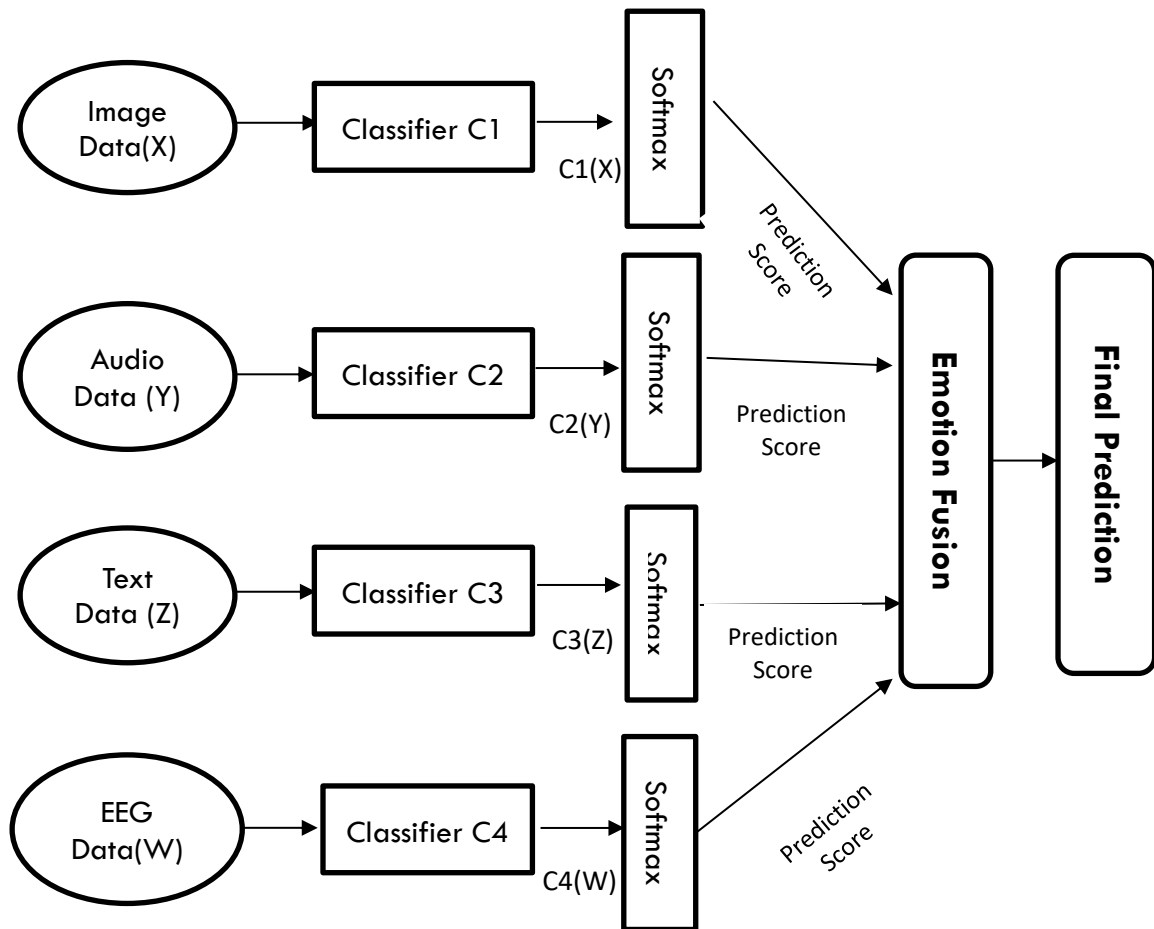 Image
Data(X)
Classifier C1
C1(X)
Softmax
Prediction
Score
Audio
Data (Y)
Classifier C2
C2(Y)
Softmax
Prediction
Score
Text
Data (Z)
Classifier C3
C3(Z)
Softmax
Prediction
Score
EEG
Data(W)
Classifier C4
C4(W)
Softmax
Prediction
Score
Emotion Fusion
Final Prediction